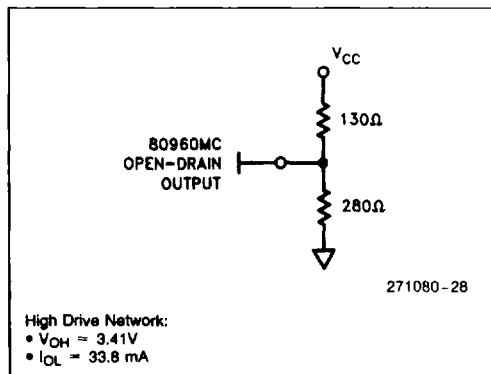 VCC
130Ω
80960MC
OPEN-DRAIN
OUTPUT
280Ω
271080-28
High Drive Network:
• VOH = 3.41V
• IOL = 33.8 mA